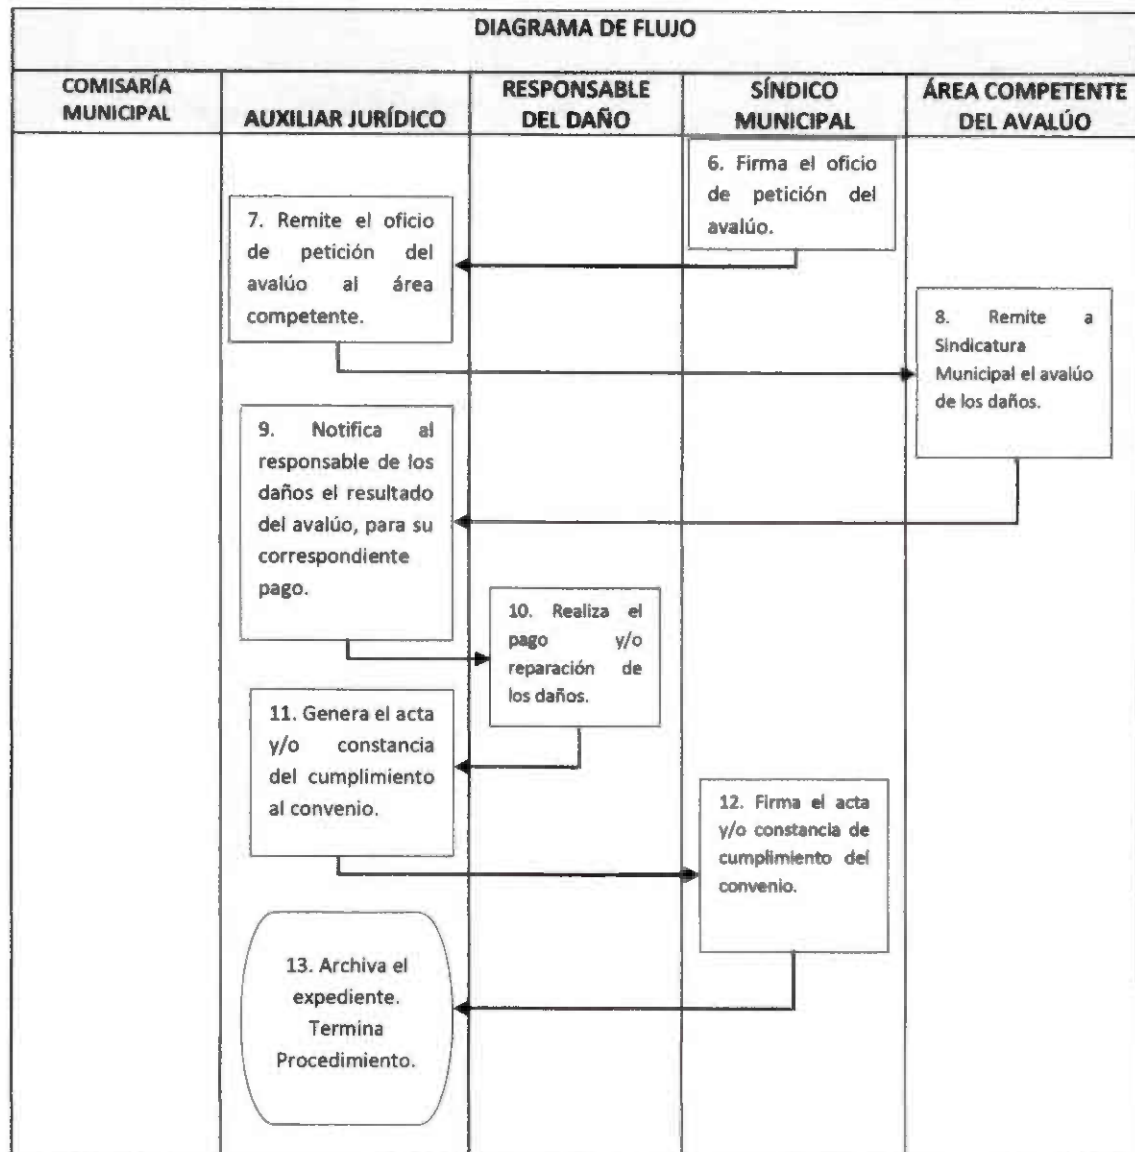 DIAGRAMA DE FLUJO
COMISARÍA
MUNICIPAL
AUXILIAR JURÍDICO
RESPONSABLE
DEL DAÑO
SÍNDICO
MUNICIPAL
ÁREA COMPETENTE
DEL AVALÚO
6. Firma el oficio
de petición del
avalúo.
7. Remite el oficio
de petición del
avalúo al área
competente.
8. Remite a
Sindicatura
Municipal el avalúo
de los daños.
9. Notifica al
responsable de los
daños el resultado
del avalúo, para su
correspondiente
pago.
10. Realiza el
pago y/o
reparación de
los daños.
11. Genera el acta
y/o constancia
del cumplimiento
al convenio.
12. Firma el acta
y/o constancia de
cumplimiento del
convenio.
13. Archiva el
expediente.
Termina
Procedimiento.